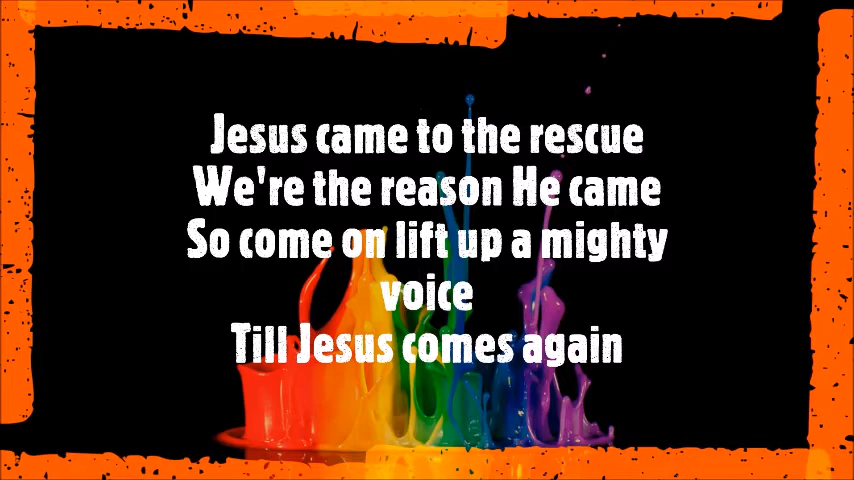 Jesus came to the rescue
We're the reason He came
So come on lift up a mighty
voice
Till Jesus comes again